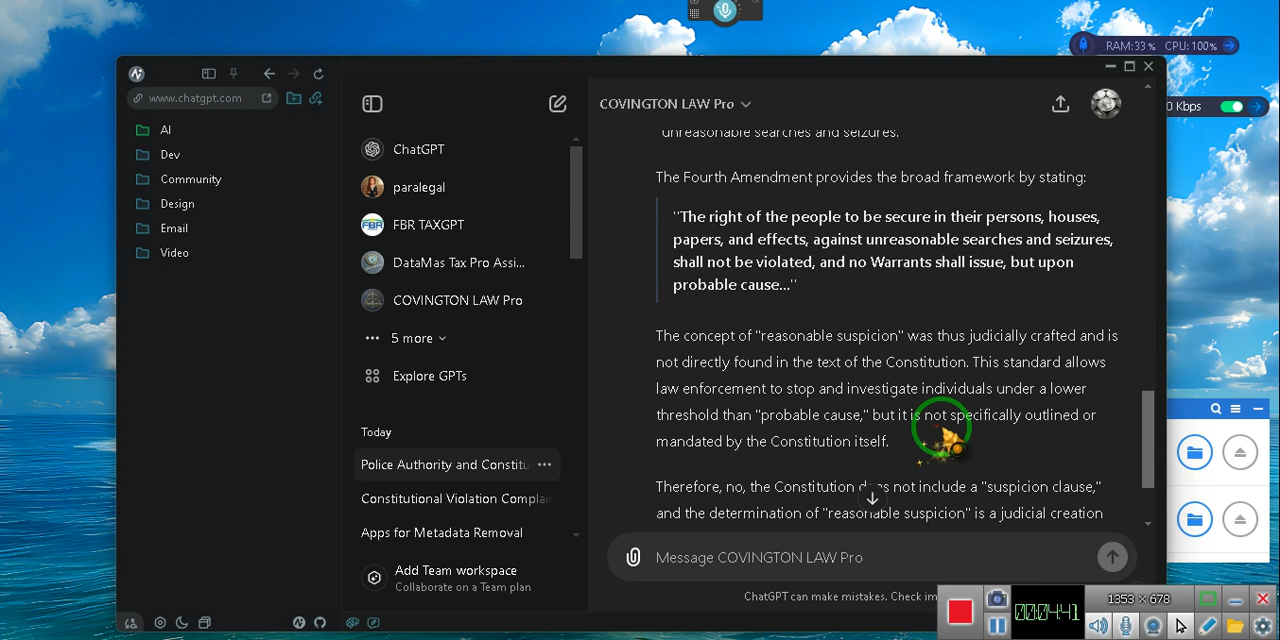 RAM:33 % CPU:100%
0 Kbps
www.chatgpt.com
AI
Dev
Community
Design
Email
Video
ChatGPT
paralegal
FBR TAXGPT
DataMas Tax Pro Assi...
COVINGTON LAW Pro
5 more
Explore GPTs
Today
Police Authority and Constitu
Constitutional Violation Complai
Apps for Metadata Removal
Add Team workspace
Collaborate on a Team plan
COVINGTON LAW Pro
unreasonable searches and seizures.
The Fourth Amendment provides the broad framework by stating:
"The right of the people to be secure in their persons, houses,
papers, and effects, against unreasonable searches and seizures,
shall not be violated, and no Warrants shall issue, but upon
probable cause..."
The concept of "reasonable suspicion" was thus judicially crafted and is
not directly found in the text of the Constitution. This standard allows
law enforcement to stop and investigate individuals under a lower
threshold than "probable cause," but it is not specifically outlined or
mandated by the Constitution itself.
Therefore, no, the Constitution does not include a "suspicion clause,"
and the determination of "reasonable suspicion" is a judicial creation
Message COVINGTON LAW Pro
ChatGPT can make mistakes. Check im
1353 × 678
00:04:41